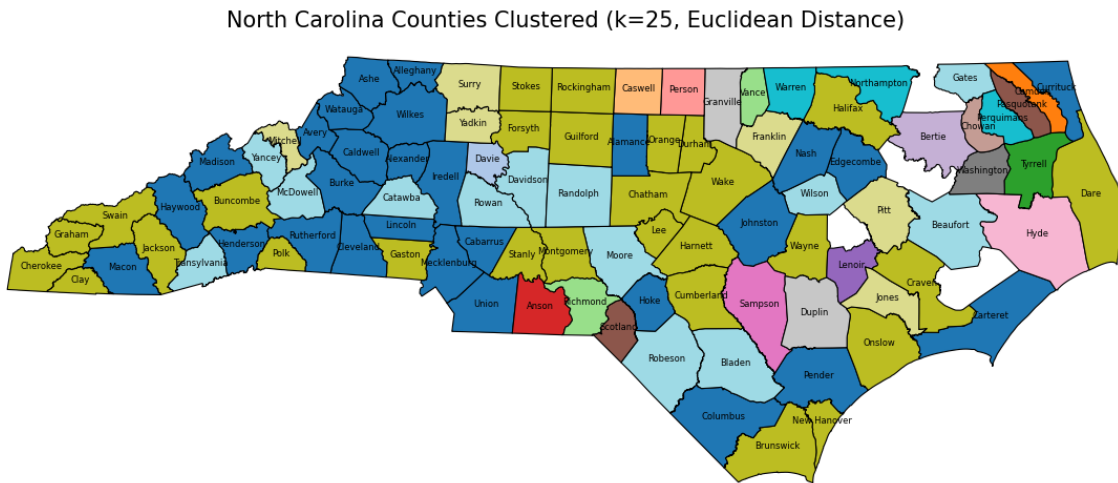 North Carolina Counties Clustered (k=25, Euclidean Distance)
Ashe
Alleghany
Surry
Stokes
Rockingham
Caswell
Person
Granville
Vance
Warren
Northampton
Gates
Camden
Currituck
Pasquotank
Perquimans
Chowan
Halifax
Bertie
Watauga
Wilkes
Yadkin
Forsyth
Guilford
Alamance
Orange
Durham
Franklin
Nash
Edgecombe
Washington
Tyrrell
Dare
Mitchell
Avery
Yancey
Madison
Caldwell
Alexander
Iredell
Davie
Davidson
Randolph
Chatham
Wake
Wilson
Pitt
Beaufort
Hyde
McDowell
Burke
Catawba
Rowan
Buncombe
Haywood
Swain
Graham
Jackson
Cherokee
Clay
Macon
Transylvania
Henderson
Polk
Rutherford
Cleveland
Lincoln
Gaston
Mecklenburg
Cabarrus
Stanly
Montgomery
Moore
Lee
Harnett
Johnston
Wayne
Lenoir
Craven
Jones
Carteret
Union
Anson
Richmond
Scotland
Hoke
Cumberland
Sampson
Duplin
Onslow
Robeson
Bladen
Pender
Columbus
New Hanover
Brunswick